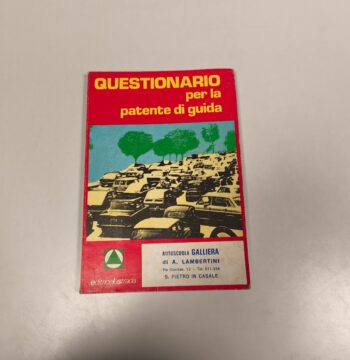 QUESTIONARIO
per la
patente di guida
AUTOSCUOLA GALLIERA
di A. LAMBERTINI
S. PIETRO IN CASALE